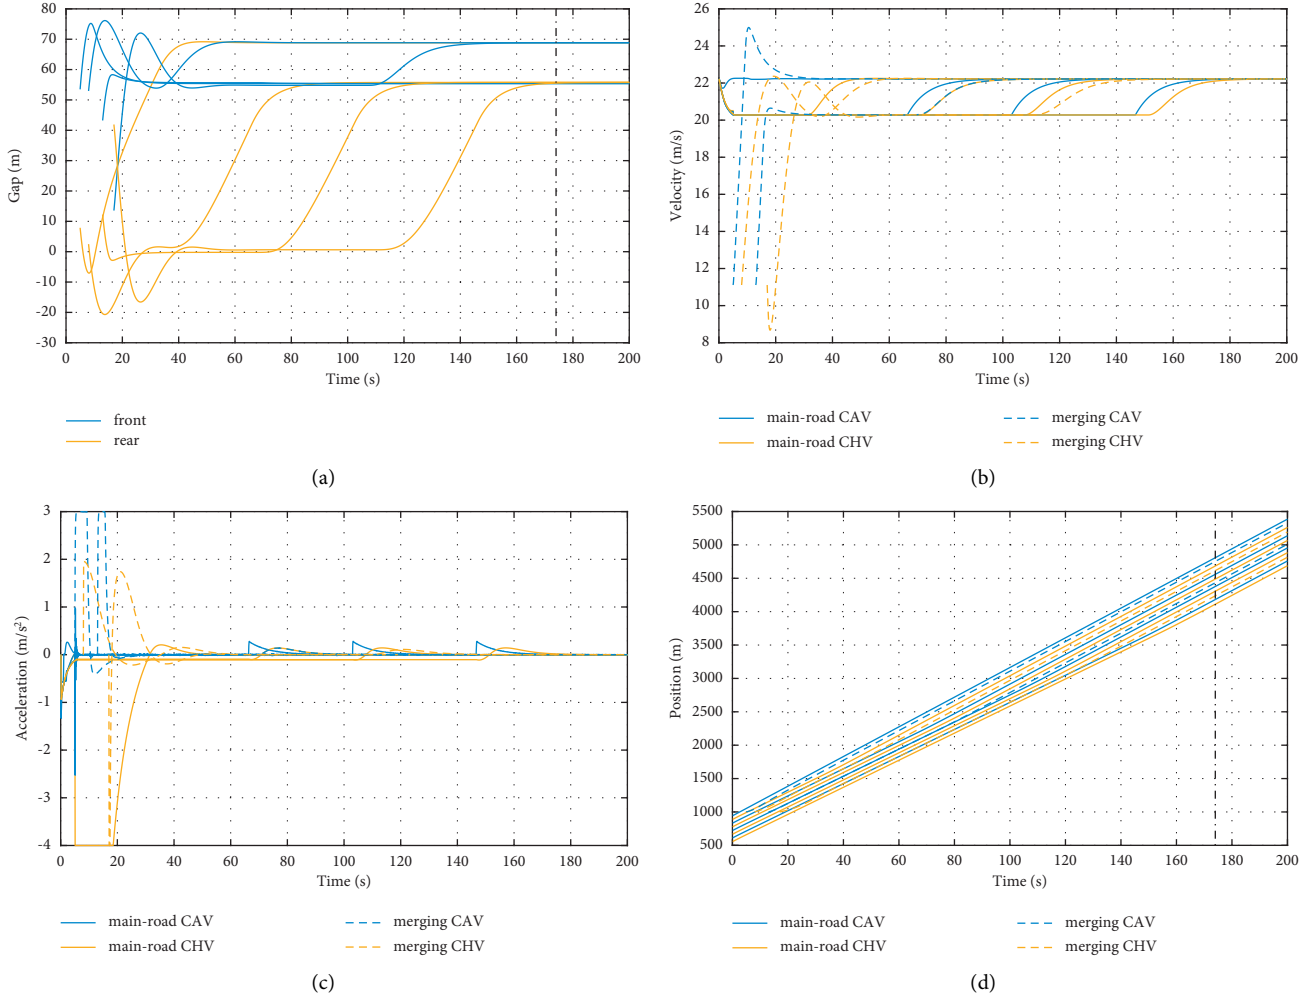 80
70
60
50
40
30
20
10
0
-10
-20
-30
Gap (m)
0 20 40 60 80 100 120 140 160 180 200
Time (s)
front
rear
(a)
26
24
22
20
18
16
14
12
10
8
Velocity (m/s)
0 20 40 60 80 100 120 140 160 180 200
Time (s)
main-road CAV
main-road CHV
merging CAV
merging CHV
(b)
3
2
1
0
-1
-2
-3
-4
Acceleration (m/s²)
0 20 40 60 80 100 120 140 160 180 200
Time (s)
main-road CAV
main-road CHV
merging CAV
merging CHV
(c)
5500
5000
4500
4000
3500
3000
2500
2000
1500
1000
500
Position (m)
0 20 40 60 80 100 120 140 160 180 200
Time (s)
main-road CAV
main-road CHV
merging CAV
merging CHV
(d)